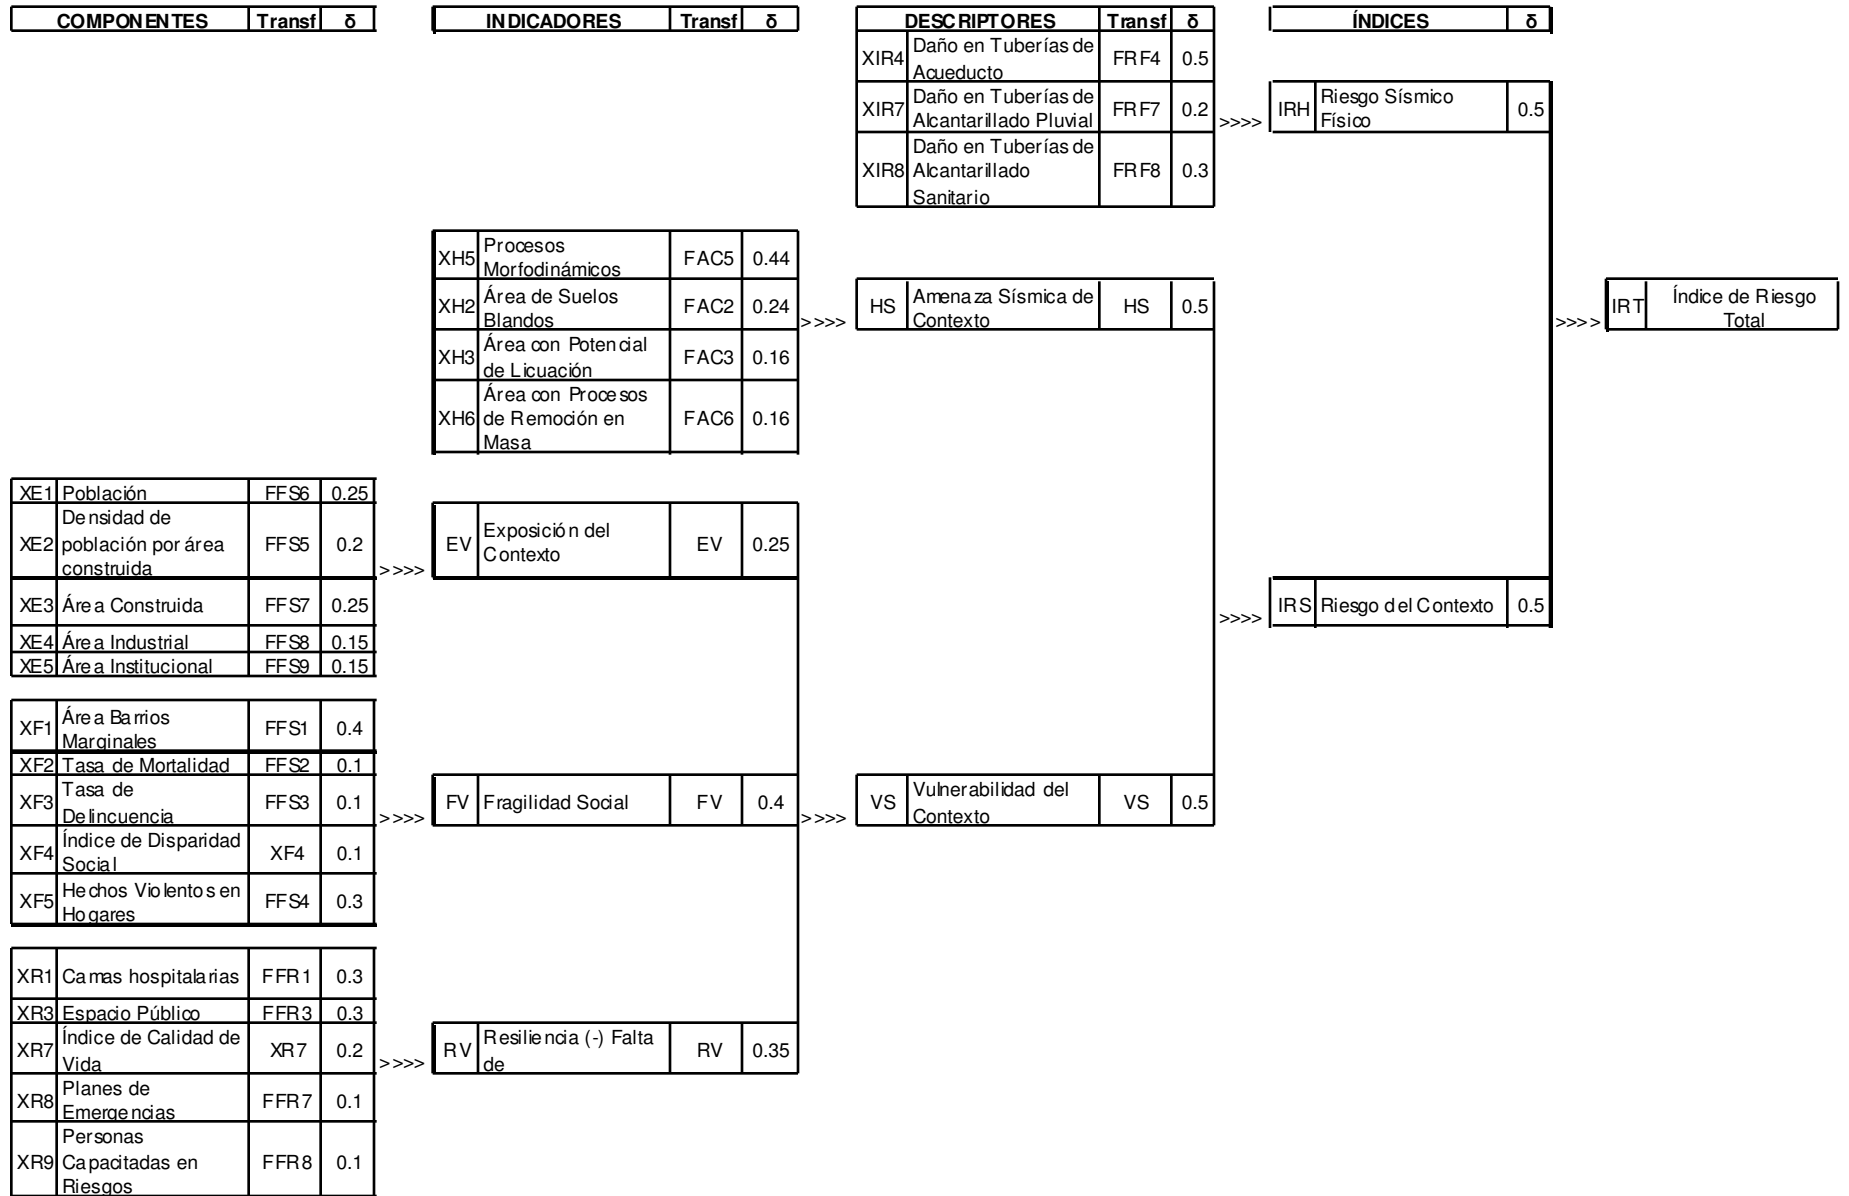 COMPONENTES Transf δ
INDICADORES Transf δ
DESCRIPTORES Transf δ
ÍNDICES δ
XIR4 Daño en Tuberías de
Acueducto FRF4 0.5
XIR7 Daño en Tuberías de
Alcantarillado Pluvial FRF7 0.2
XIR8 Daño en Tuberías de
Alcantarillado
Sanitario FRF8 0.3
>>>>
IRH Riesgo Sísmico
Físico 0.5
XH5 Procesos
Morfodinámicos FAC5 0.44
XH2 Área de Suelos
Blandos FAC2 0.24
XH3 Área con Potencial
de Licuación FAC3 0.16
XH6 Área con Procesos
de Remoción en
Masa FAC6 0.16
>>>>
HS Amenaza Sísmica de
Contexto HS 0.5
>>>>
IRT Índice de Riesgo
Total
XE1 Población FFS6 0.25
XE2 Densidad de
población por área
construida FFS5 0.2
XE3 Área Construida FFS7 0.25
XE4 Área Industrial FFS8 0.15
XE5 Área Institucional FFS9 0.15
>>>>
EV Exposición del
Contexto EV 0.25
>>>>
IRS Riesgo del Contexto 0.5
XF1 Área Barrios
Marginales FFS1 0.4
XF2 Tasa de Mortalidad FFS2 0.1
XF3 Tasa de
Delincuencia FFS3 0.1
XF4 Índice de Disparidad
Social XF4 0.1
XF5 Hechos Violentos en
Hogares FFS4 0.3
>>>>
FV Fragilidad Social FV 0.4
>>>>
VS Vulnerabilidad del
Contexto VS 0.5
XR1 Camas hospitalarias FFR1 0.3
XR3 Espacio Público FFR3 0.3
XR7 Índice de Calidad de
Vida XR7 0.2
XR8 Planes de
Emergencias FFR7 0.1
XR9 Personas
Capacitadas en
Riesgos FFR8 0.1
>>>>
RV Resiliencia (-) Falta
de RV 0.35